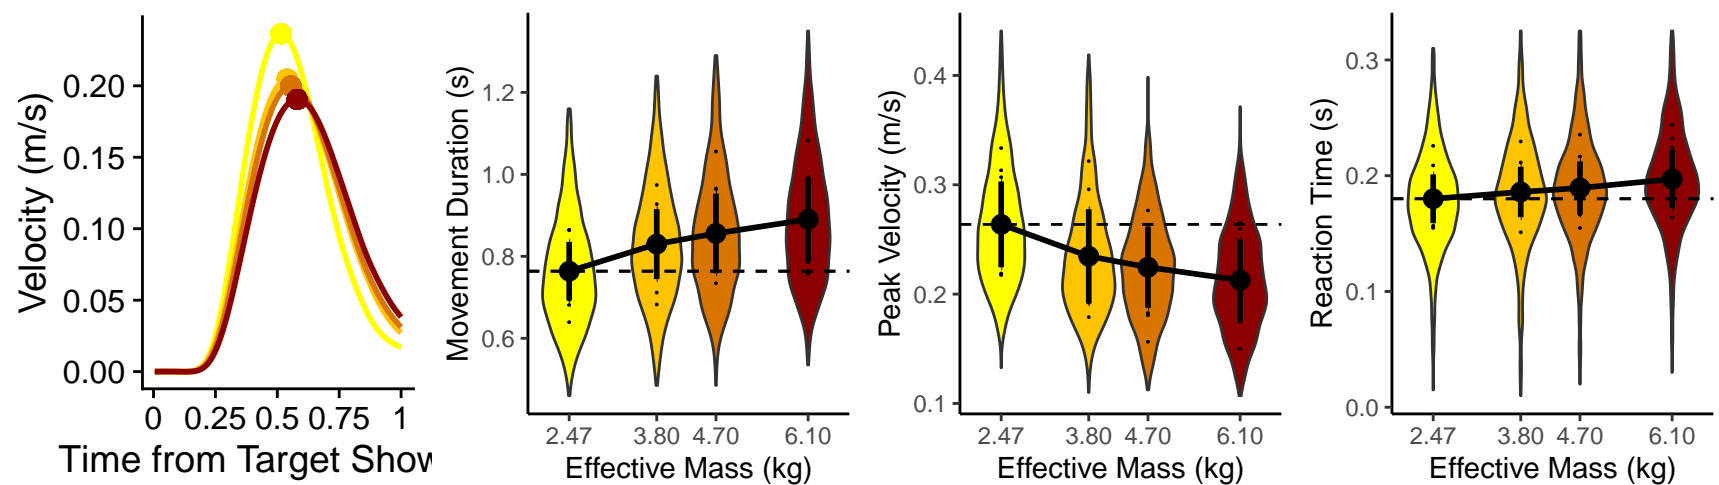 Velocity (m/s)
0.20
0.15
0.10
0.05
0.00
0 0.25 0.5 0.75 1
Time from Target Show
Movement Duration (s)
1.2
1.0
0.8
0.6
2.47 3.80 4.70 6.10
Effective Mass (kg)
Peak Velocity (m/s)
0.4
0.3
0.2
0.1
2.47 3.80 4.70 6.10
Effective Mass (kg)
Reaction Time (s)
0.3
0.2
0.1
0.0
2.47 3.80 4.70 6.10
Effective Mass (kg)